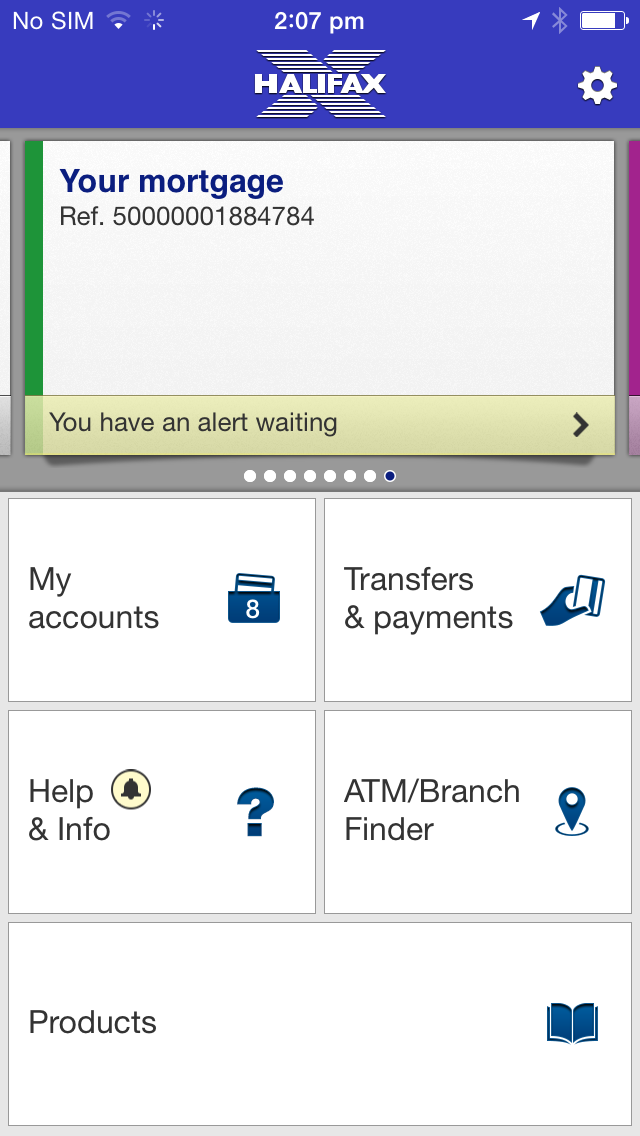 No SIM 2:07 pm
HALIFAX
Your mortgage
Ref. 50000001884784
You have an alert waiting
My
accounts
8
Transfers
& payments
Help
& Info
?
ATM/Branch
Finder
Products